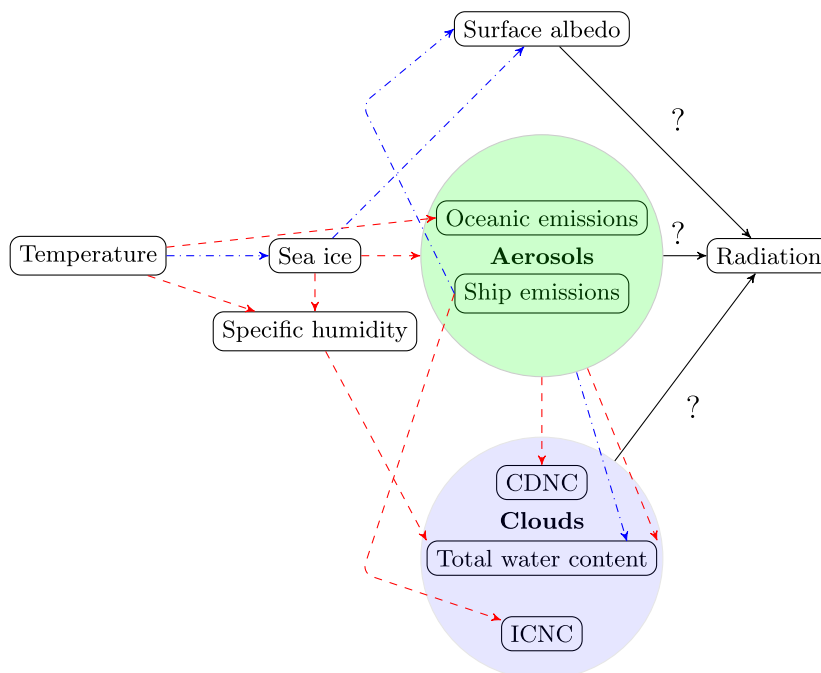 Surface albedo
?
Oceanic emissions
?
Temperature
Sea ice
Aerosols
Radiation
Ship emissions
Specific humidity
?
CDNC
Clouds
Total water content
ICNC